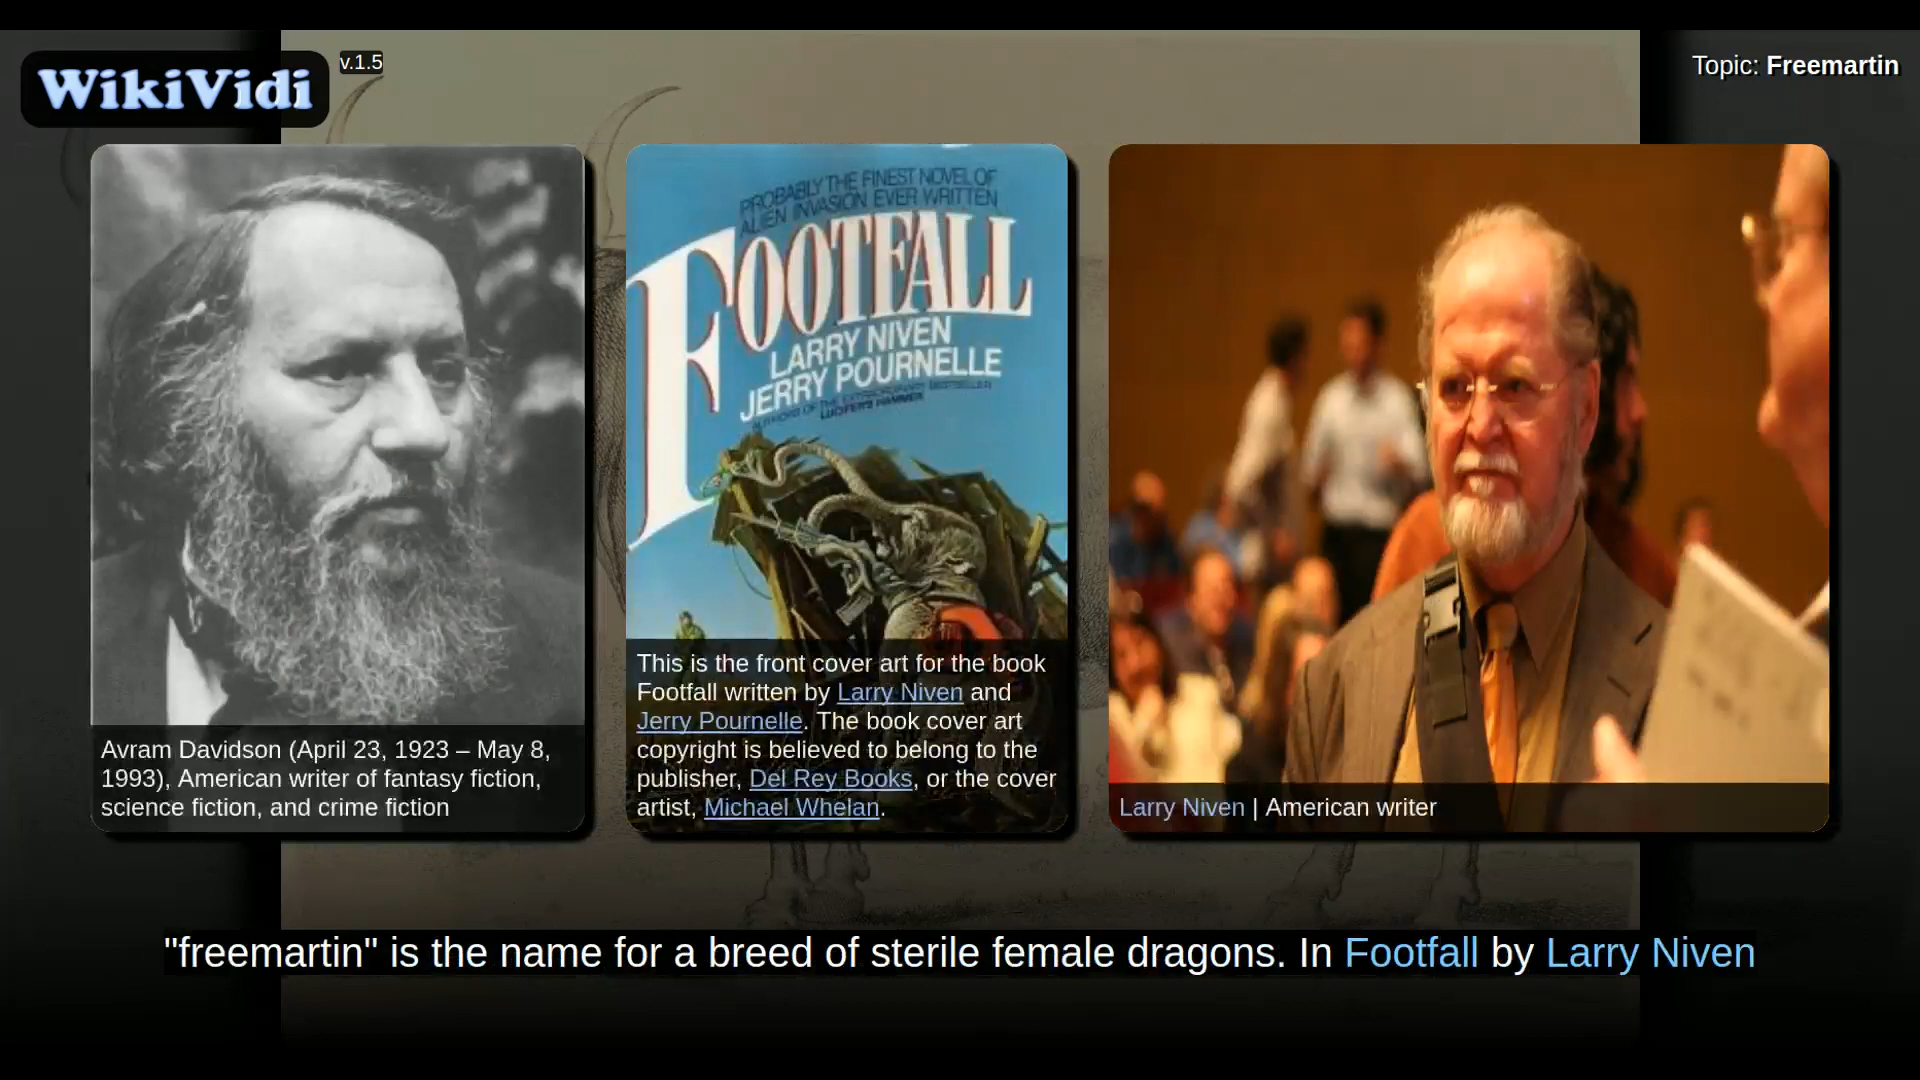 WikiVidi
v.1.5
Topic: Freemartin
PROBABLY THE FINEST NOVEL OF
ALIEN INVASION EVER WRITTEN
FOOTFALL
LARRY NIVEN
JERRY POURNELLE
AUTHORS OF THE EXTRAORDINARY BESTSELLER
LUCIFER'S HAMMER
Avram Davidson (April 23, 1923 – May 8,
1993), American writer of fantasy fiction,
science fiction, and crime fiction
This is the front cover art for the book
Footfall written by Larry Niven and
Jerry Pournelle. The book cover art
copyright is believed to belong to the
publisher, Del Rey Books, or the cover
artist, Michael Whelan.
Larry Niven | American writer
"freemartin" is the name for a breed of sterile female dragons. In Footfall by Larry Niven